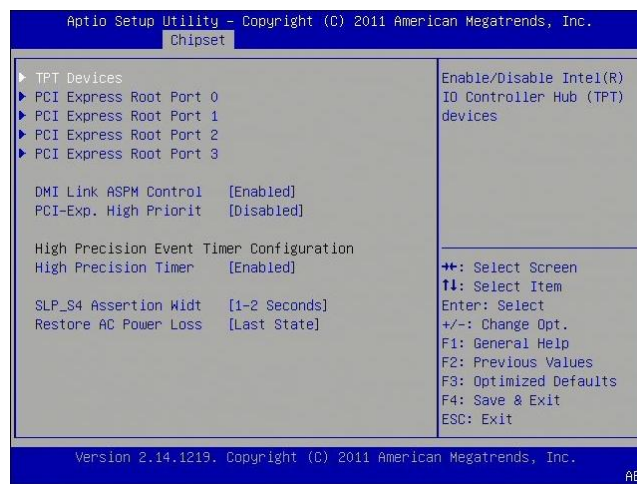 Aptio Setup Utility – Copyright (C) 2011 American Megatrends, Inc.
Chipset
TPT Devices
PCI Express Root Port 0
PCI Express Root Port 1
PCI Express Root Port 2
PCI Express Root Port 3
DMI Link ASPM Control [Enabled]
PCI-Exp. High Priorit [Disabled]
High Precision Event Timer Configuration
High Precision Timer [Enabled]
SLP_S4 Assertion Widt [1-2 Seconds]
Restore AC Power Loss [Last State]
Enable/Disable Intel(R)
IO Controller Hub (TPT)
devices
→←: Select Screen
↑↓: Select Item
Enter: Select
+/-: Change Opt.
F1: General Help
F2: Previous Values
F3: Optimized Defaults
F4: Save & Exit
ESC: Exit
Version 2.14.1219. Copyright (C) 2011 American Megatrends, Inc.